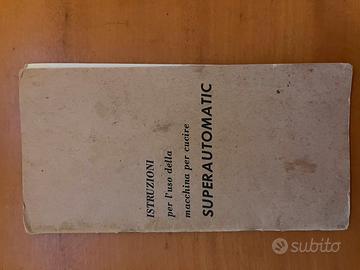 ISTRUZIONI
per l'uso della
macchina per cucire
SUPERAUTOMATIC
subito